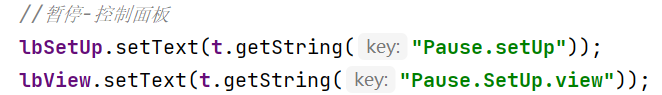 //暂停-控制面板
lbSetUp.setText(t.getString( key: "Pause.setUp"));
lbView.setText(t.getString( key: "Pause.SetUp.view"));